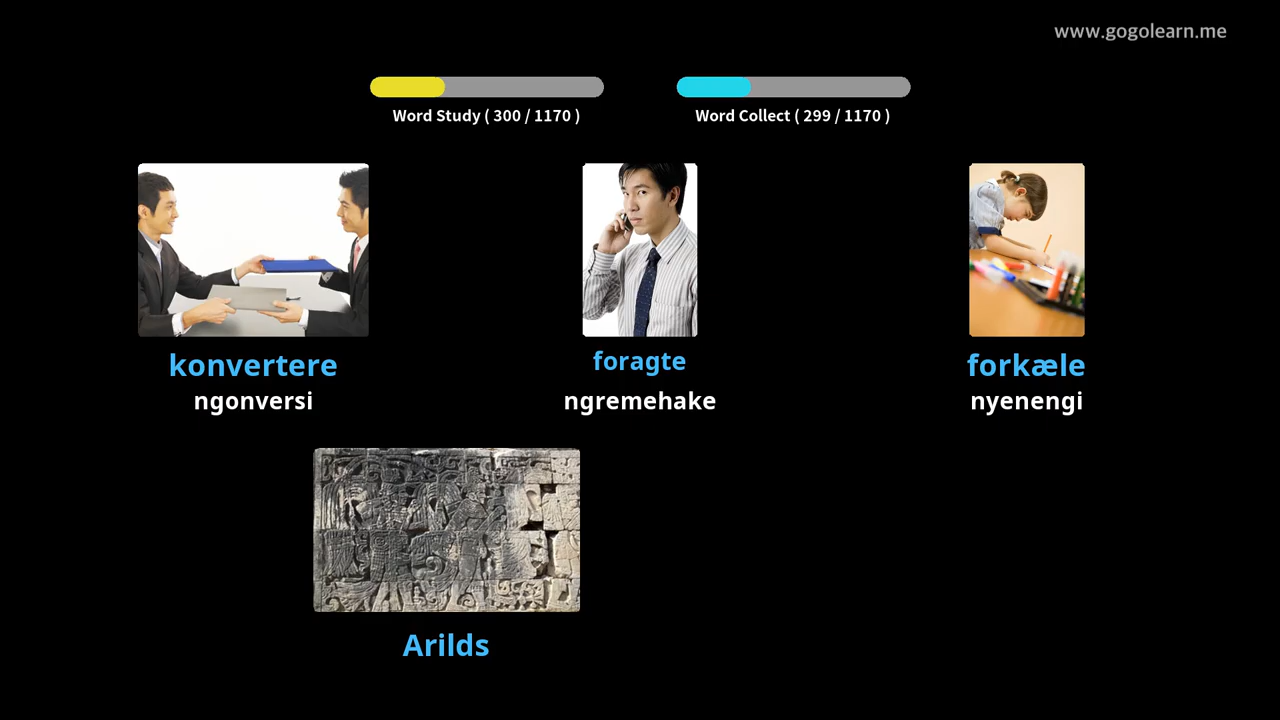 www.gogolearn.me
Word Study ( 300 / 1170 )
Word Collect ( 299 / 1170 )
konvertere
ngonversi
foragte
ngremehake
forkæle
nyenengi
Arilds